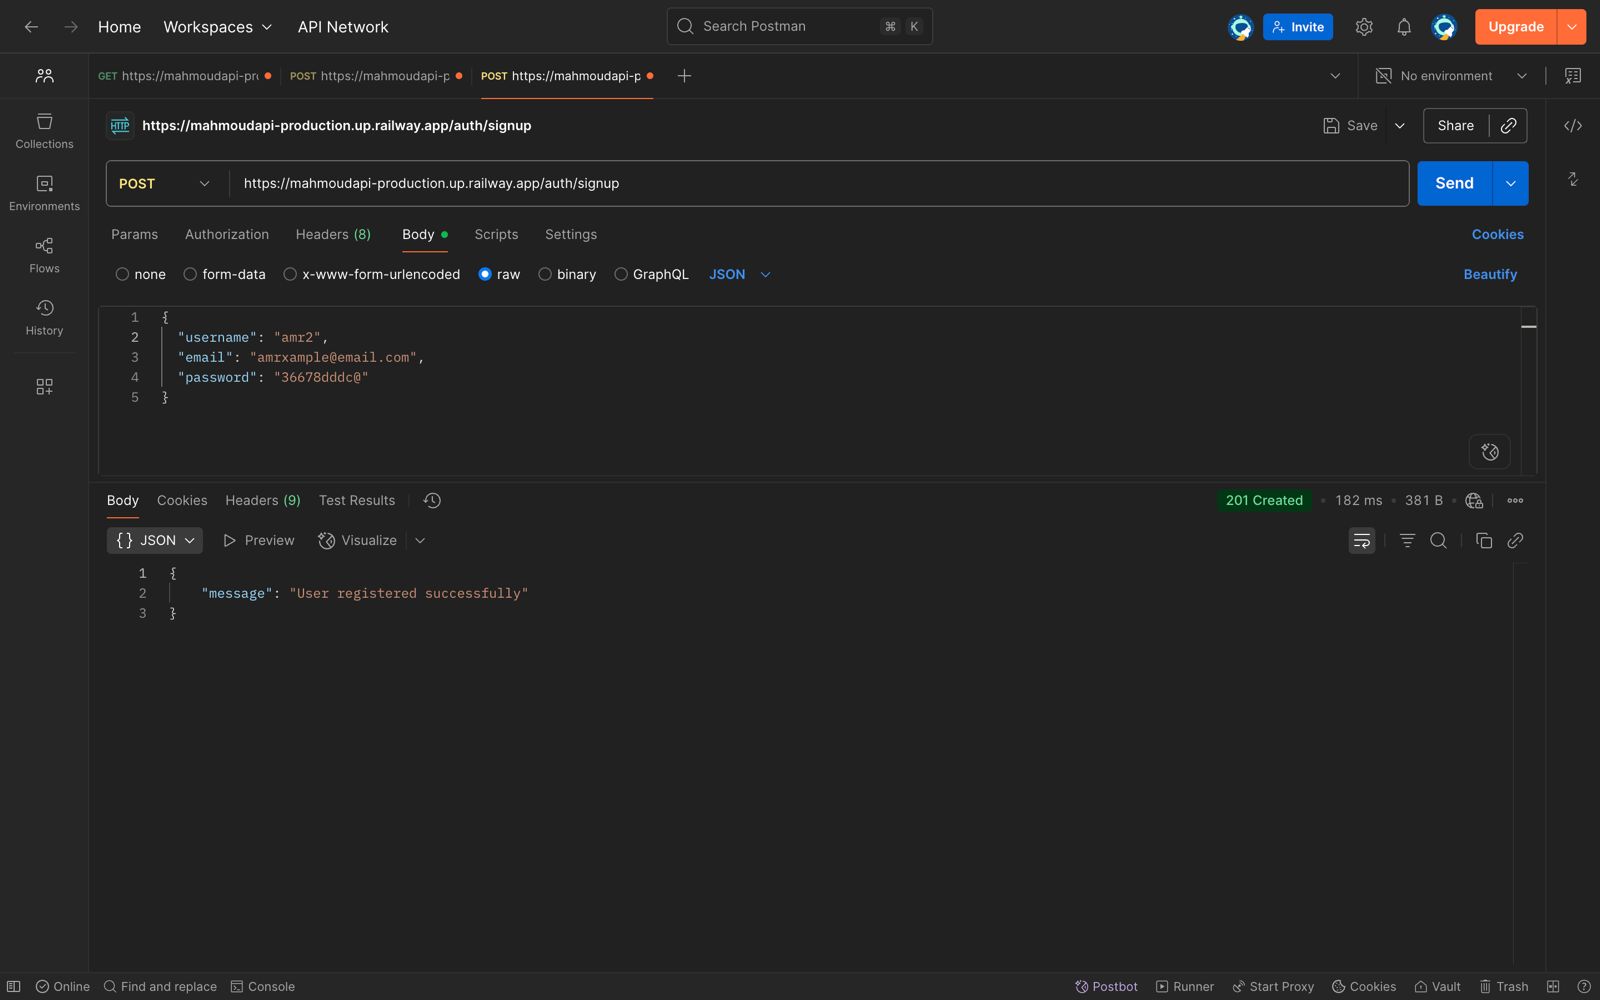 Home Workspaces API Network Search Postman ⌘ K Invite Upgrade
GET https://mahmoudapi-pr POST https://mahmoudapi-p POST https://mahmoudapi-p No environment
HTTP https://mahmoudapi-production.up.railway.app/auth/signup Save Share
POST https://mahmoudapi-production.up.railway.app/auth/signup Send
Params Authorization Headers (8) Body Scripts Settings Cookies
none form-data x-www-form-urlencoded raw binary GraphQL JSON Beautify
Collections
Environments
Flows
History
1 {
2 "username": "amr2",
3 "email": "amrxample@email.com",
4 "password": "36678dddc@"
5 }
Body Cookies Headers (9) Test Results 201 Created 182 ms 381 B
{} JSON Preview Visualize
1 {
2 "message": "User registered successfully"
3 }
Online Find and replace Console Postbot Runner Start Proxy Cookies Vault Trash